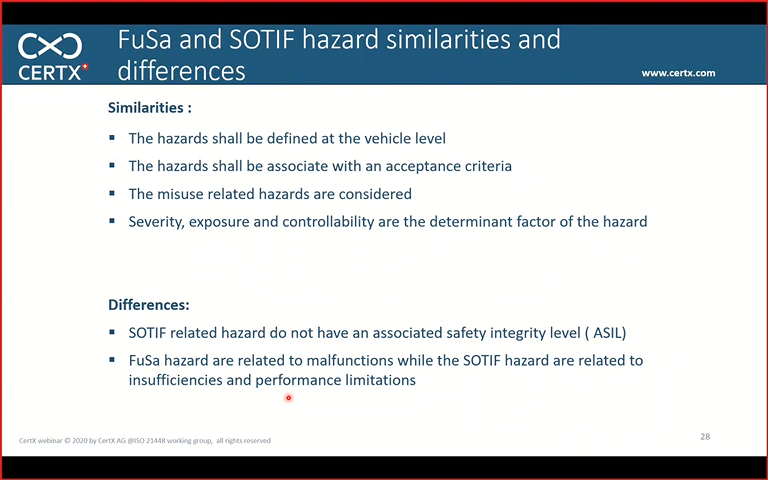 FuSa and SOTIF hazard similarities and
differences
CERTX
www.certx.com
Similarities :
▪ The hazards shall be defined at the vehicle level
▪ The hazards shall be associate with an acceptance criteria
▪ The misuse related hazards are considered
▪ Severity, exposure and controllability are the determinant factor of the hazard
Differences:
▪ SOTIF related hazard do not have an associated safety integrity level ( ASIL)
▪ FuSa hazard are related to malfunctions while the SOTIF hazard are related to
insufficiencies and performance limitations
CertX webinar © 2020 by CertX AG @ISO 21448 working group, all rights reserved
28